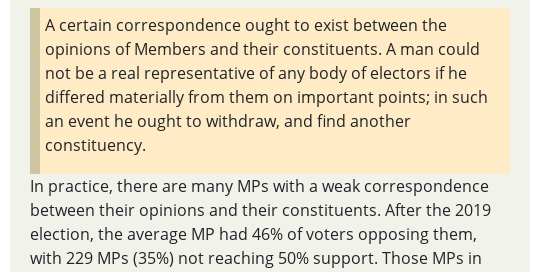 A certain correspondence ought to exist between the
opinions of Members and their constituents. A man could
not be a real representative of any body of electors if he
differed materially from them on important points; in such
an event he ought to withdraw, and find another
constituency.
In practice, there are many MPs with a weak correspondence
between their opinions and their constituents. After the 2019
election, the average MP had 46% of voters opposing them,
with 229 MPs (35%) not reaching 50% support. Those MPs in